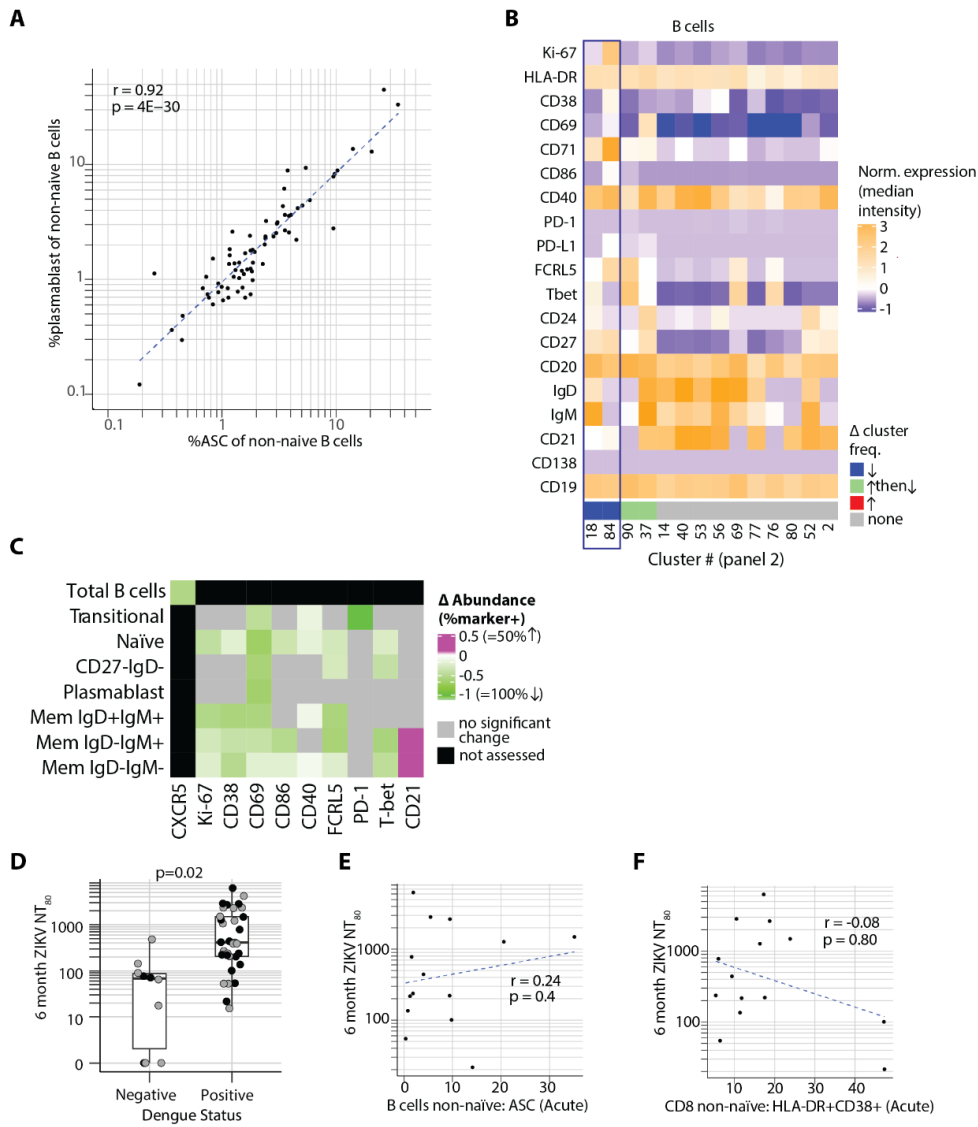 A
r = 0.92
p = 4E−30
%plasmablast of non-naive B cells
10
1
0.1
0.1
1
10
%ASC of non-naive B cells
B
B cells
Ki-67
HLA-DR
CD38
CD69
CD71
CD86
CD40
PD-1
PD-L1
FCRL5
Tbet
CD24
CD27
CD20
IgD
IgM
CD21
CD138
CD19
18 84 90 37 14 40 53 56 69 77 76 80 52 2
Cluster # (panel 2)
Norm. expression
(median
intensity)
3
2
1
0
-1
Δ cluster
freq.
↓
↑then↓
↑
none
C
Total B cells
Transitional
Naïve
CD27-IgD-
Plasmablast
Mem IgD+IgM+
Mem IgD-IgM+
Mem IgD-IgM-
CXCR5 Ki-67 CD38 CD69 CD86 CD40 FCRL5 PD-1 T-bet CD21
Δ Abundance
(%marker+)
0.5 (=50%↑)
0
-0.5
-1 (=100%↓)
no significant
change
not assessed
D
p=0.02
6 month ZIKV NT80
1000
100
10
0
Negative Positive
Dengue Status
E
6 month ZIKV NT80
1000
100
r = 0.24
p = 0.4
0 10 20 30
B cells non-naïve: ASC (Acute)
F
6 month ZIKV NT80
1000
100
r = -0.08
p = 0.80
10 20 30 40
CD8 non-naïve: HLA-DR+CD38+ (Acute)